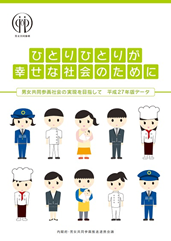 ひとりひとりが
幸せな社会のために
男女共同参画社会の実現を目指して 平成27年版データ
内閣府・男女共同参画推進連携会議